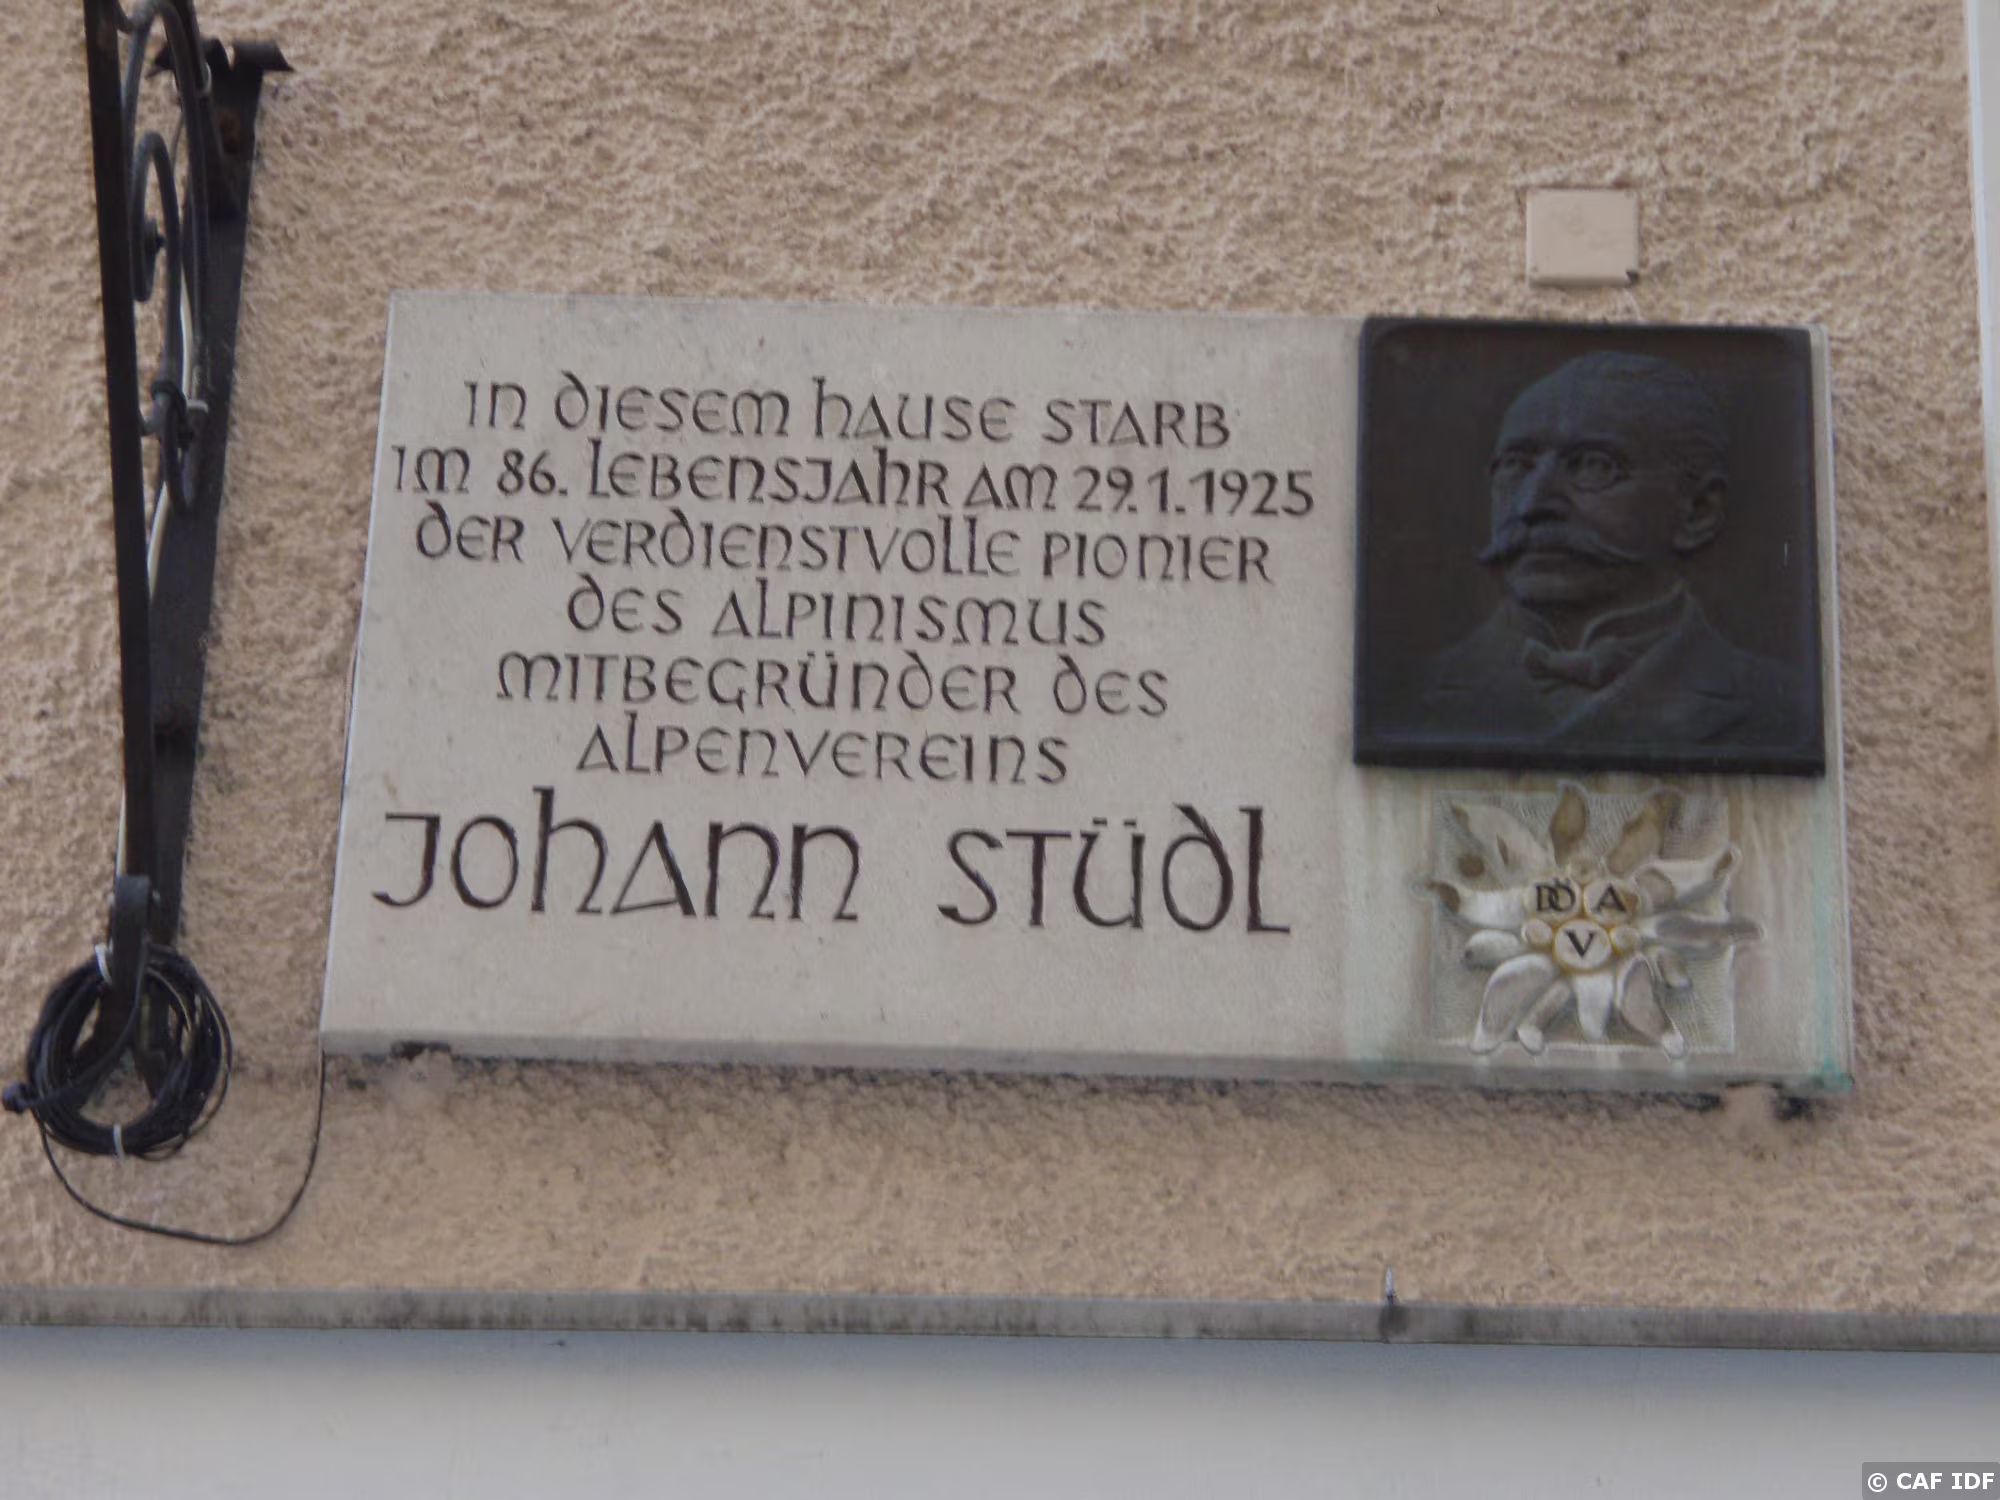 IN DIESEM HAUSE STARB
IM 86. LEBENSJAHR AM 29.1.1925
DER VERDIENSTVOLLE PIONIER
DES ALPINISMUS
MITBEGRÜNDER DES
ALPENVEREINS
JOHANN STÜDL
DÖ A
V
© CAF IDF